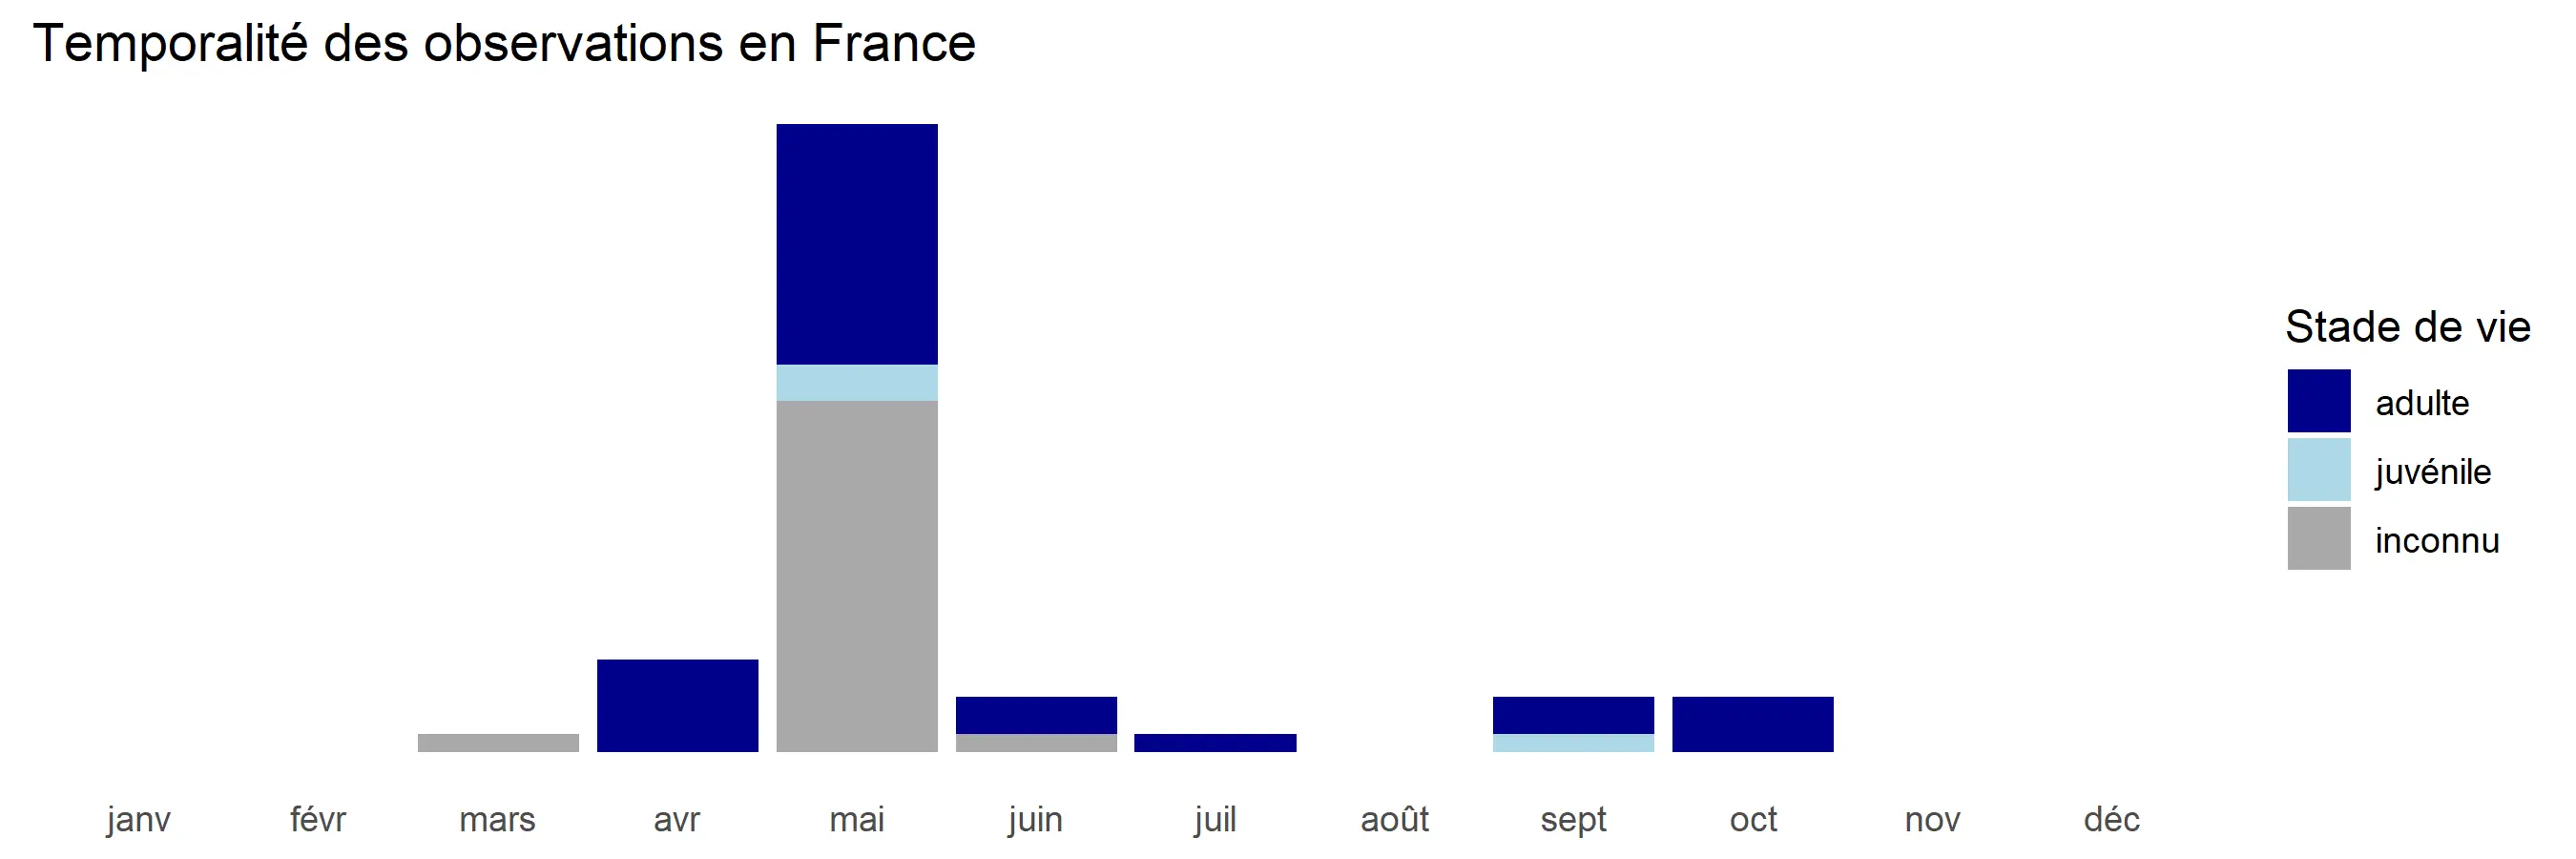 Temporalité des observations en France
Stade de vie
adulte
juvénile
inconnu
janv févr mars avr mai juin juil août sept oct nov déc